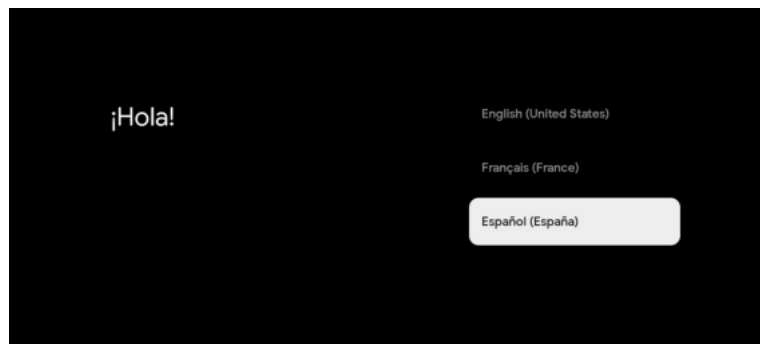 ¡Hola!
English (United States)
Français (France)
Español (España)